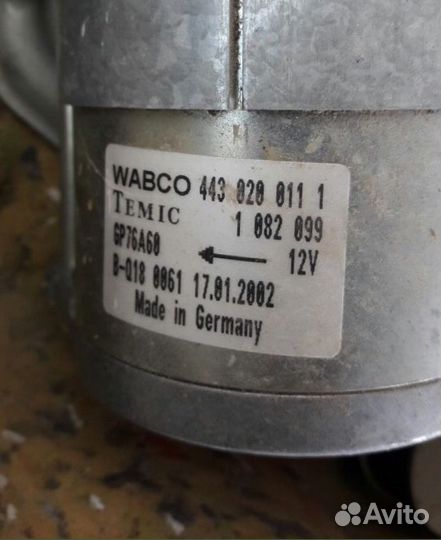 WABCO 443 020 011 1
TEMIC 1 082 099
GP76A60 12V
B-Q18 0061 17.01.2002
Made in Germany
Avito